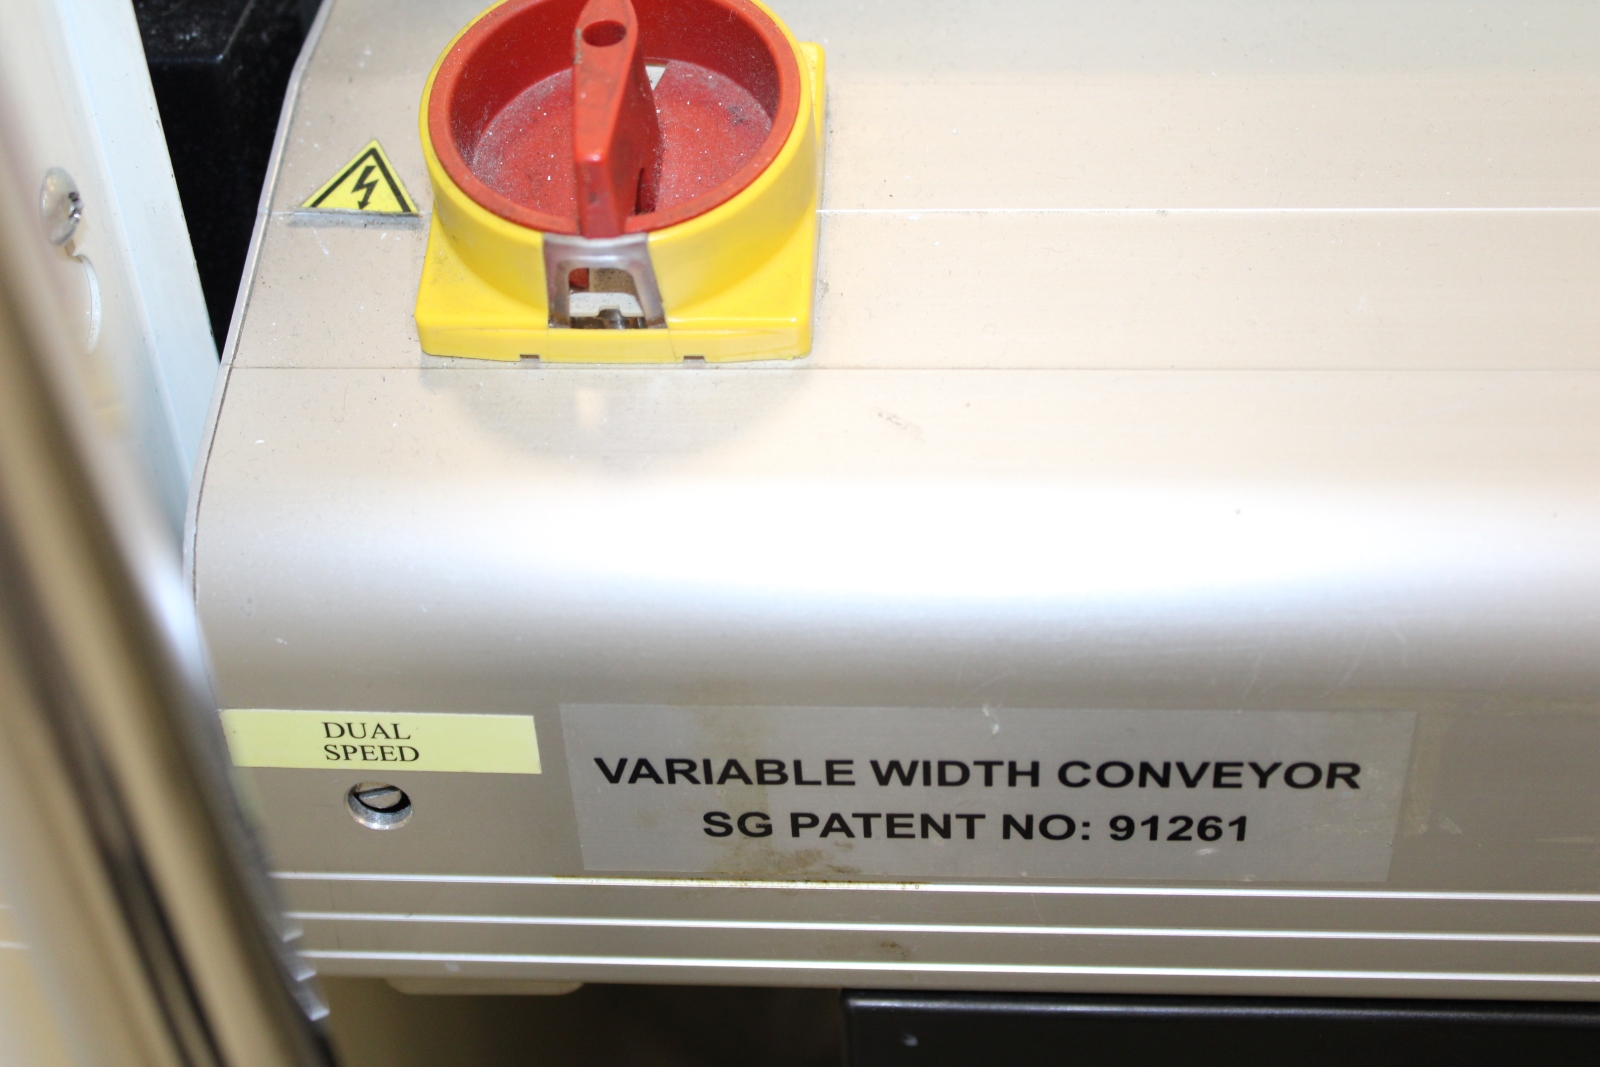 DUAL
SPEED
VARIABLE WIDTH CONVEYOR
SG PATENT NO: 91261